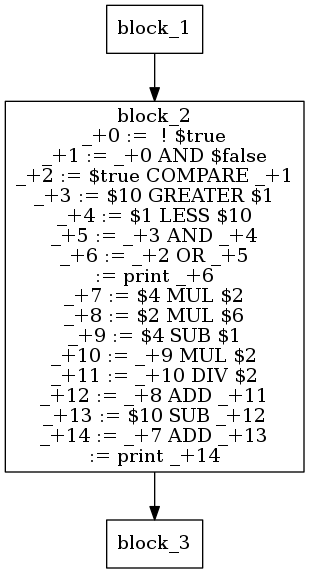 block_1
block_2
_+0 := ! $true
_+1 := _+0 AND $false
_+2 := $true COMPARE _+1
_+3 := $10 GREATER $1
_+4 := $1 LESS $10
_+5 := _+3 AND _+4
_+6 := _+2 OR _+5
:= print _+6
_+7 := $4 MUL $2
_+8 := $2 MUL $6
_+9 := $4 SUB $1
_+10 := _+9 MUL $2
_+11 := _+10 DIV $2
_+12 := _+8 ADD _+11
_+13 := $10 SUB _+12
_+14 := _+7 ADD _+13
:= print _+14
block_3